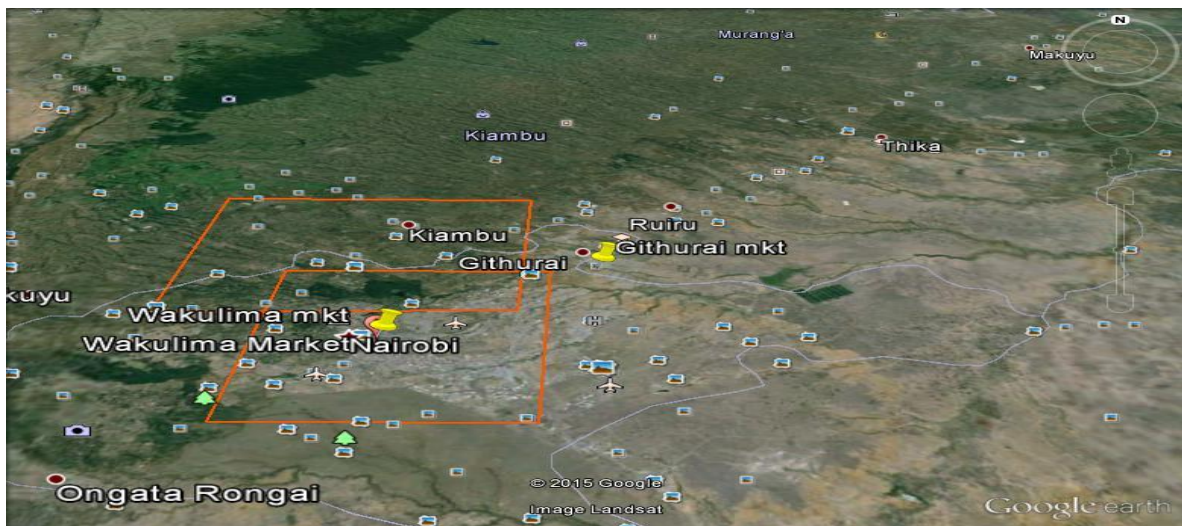 N
Murang'a
Makuyu
Kiambu
Thika
Ruiru
Kiambu
Githurai mkt
Githurai
kuyu
Wakulima mkt
H
Wakulima Market
Nairobi
Ongata Rongai
© 2015 Google
Image Landsat
Google earth